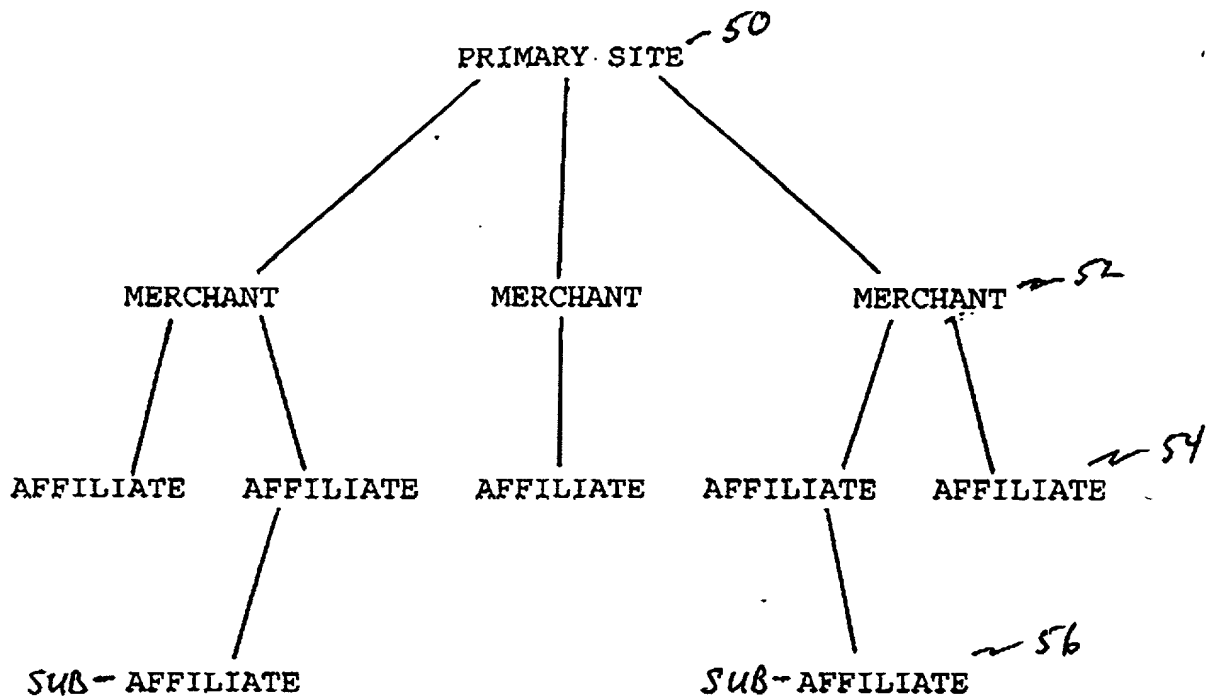 PRIMARY SITE 50
MERCHANT MERCHANT MERCHANT 52
AFFILIATE AFFILIATE AFFILIATE AFFILIATE AFFILIATE 54
SUB-AFFILIATE SUB-AFFILIATE 56